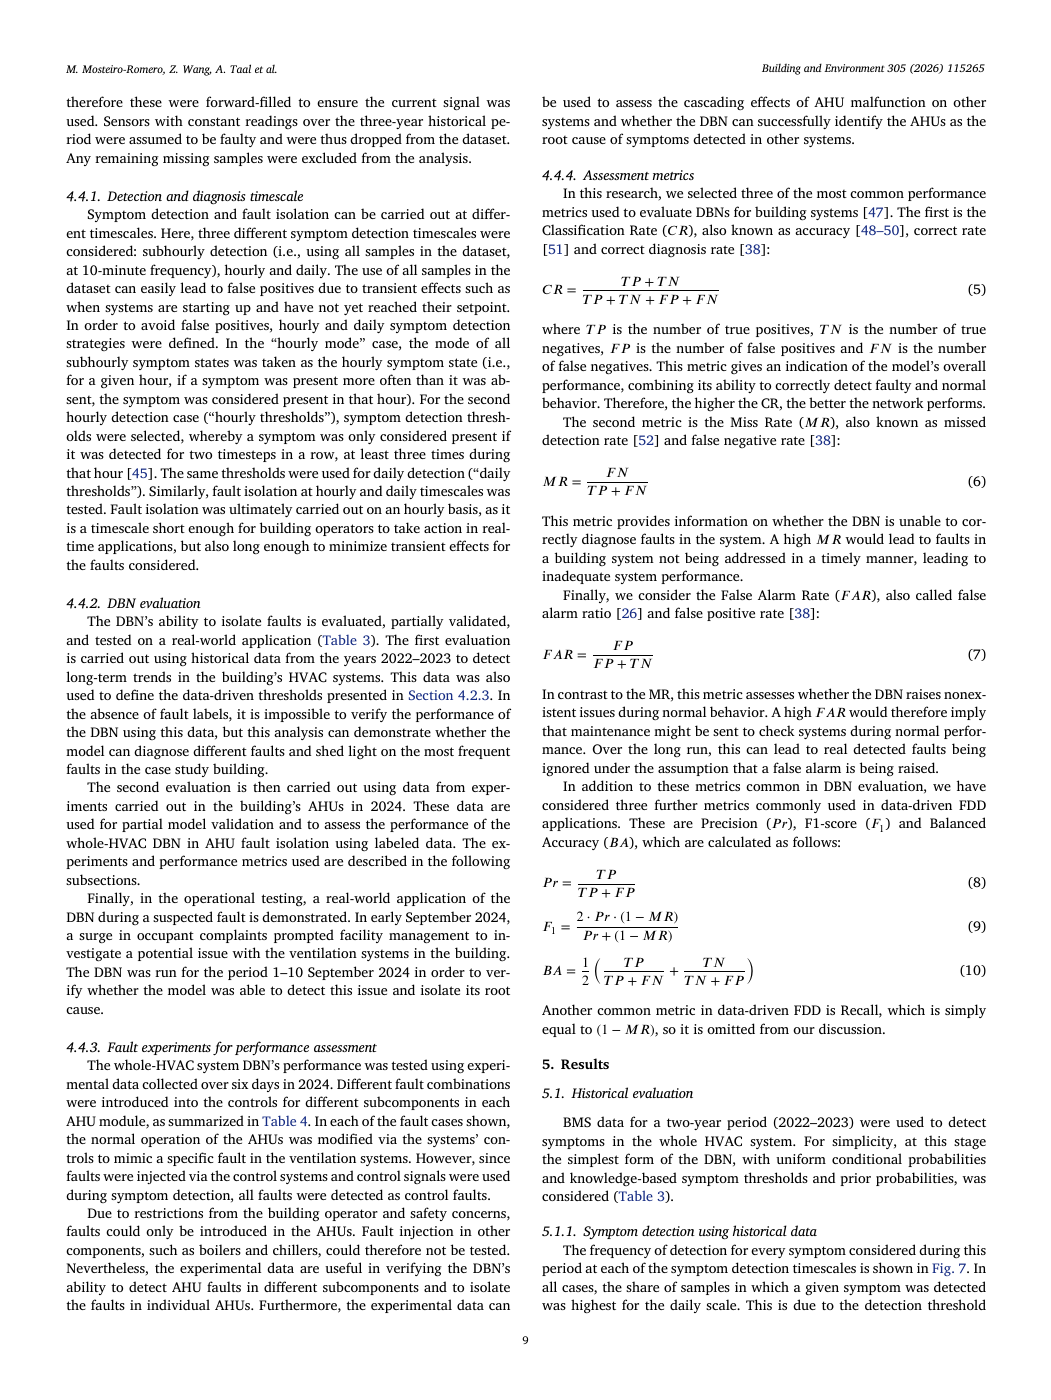 M. Mosteiro-Romero, Z. Wang, A. Taal et al.
Building and Environment 305 (2026) 115265
therefore these were forward-filled to ensure the current signal was
used. Sensors with constant readings over the three-year historical pe-
riod were assumed to be faulty and were thus dropped from the dataset.
Any remaining missing samples were excluded from the analysis.
4.4.1. Detection and diagnosis timescale
Symptom detection and fault isolation can be carried out at differ-
ent timescales. Here, three different symptom detection timescales were
considered: subhourly detection (i.e., using all samples in the dataset,
at 10-minute frequency), hourly and daily. The use of all samples in the
dataset can easily lead to false positives due to transient effects such as
when systems are starting up and have not yet reached their setpoint.
In order to avoid false positives, hourly and daily symptom detection
strategies were defined. In the “hourly mode” case, the mode of all
subhourly symptom states was taken as the hourly symptom state (i.e.,
for a given hour, if a symptom was present more often than it was ab-
sent, the symptom was considered present in that hour). For the second
hourly detection case (“hourly thresholds”), symptom detection thresh-
olds were selected, whereby a symptom was only considered present if
it was detected for two timesteps in a row, at least three times during
that hour [45]. The same thresholds were used for daily detection (“daily
thresholds”). Similarly, fault isolation at hourly and daily timescales was
tested. Fault isolation was ultimately carried out on an hourly basis, as it
is a timescale short enough for building operators to take action in real-
time applications, but also long enough to minimize transient effects for
the faults considered.
4.4.2. DBN evaluation
The DBN’s ability to isolate faults is evaluated, partially validated,
and tested on a real-world application (Table 3). The first evaluation
is carried out using historical data from the years 2022–2023 to detect
long-term trends in the building’s HVAC systems. This data was also
used to define the data-driven thresholds presented in Section 4.2.3. In
the absence of fault labels, it is impossible to verify the performance of
the DBN using this data, but this analysis can demonstrate whether the
model can diagnose different faults and shed light on the most frequent
faults in the case study building.
The second evaluation is then carried out using data from exper-
iments carried out in the building’s AHUs in 2024. These data are
used for partial model validation and to assess the performance of the
whole-HVAC DBN in AHU fault isolation using labeled data. The ex-
periments and performance metrics used are described in the following
subsections.
Finally, in the operational testing, a real-world application of the
DBN during a suspected fault is demonstrated. In early September 2024,
a surge in occupant complaints prompted facility management to in-
vestigate a potential issue with the ventilation systems in the building.
The DBN was run for the period 1–10 September 2024 in order to ver-
ify whether the model was able to detect this issue and isolate its root
cause.
4.4.3. Fault experiments for performance assessment
The whole-HVAC system DBN’s performance was tested using experi-
mental data collected over six days in 2024. Different fault combinations
were introduced into the controls for different subcomponents in each
AHU module, as summarized in Table 4. In each of the fault cases shown,
the normal operation of the AHUs was modified via the systems’ con-
trols to mimic a specific fault in the ventilation systems. However, since
faults were injected via the control systems and control signals were used
during symptom detection, all faults were detected as control faults.
Due to restrictions from the building operator and safety concerns,
faults could only be introduced in the AHUs. Fault injection in other
components, such as boilers and chillers, could therefore not be tested.
Nevertheless, the experimental data are useful in verifying the DBN’s
ability to detect AHU faults in different subcomponents and to isolate
the faults in individual AHUs. Furthermore, the experimental data can
be used to assess the cascading effects of AHU malfunction on other
systems and whether the DBN can successfully identify the AHUs as the
root cause of symptoms detected in other systems.
4.4.4. Assessment metrics
In this research, we selected three of the most common performance
metrics used to evaluate DBNs for building systems [47]. The first is the
Classification Rate (CR), also known as accuracy [48–50], correct rate
[51] and correct diagnosis rate [38]:
CR = TP + TN / TP + TN + FP + FN (5)
where TP is the number of true positives, TN is the number of true
negatives, FP is the number of false positives and FN is the number
of false negatives. This metric gives an indication of the model’s overall
performance, combining its ability to correctly detect faulty and normal
behavior. Therefore, the higher the CR, the better the network performs.
The second metric is the Miss Rate (MR), also known as missed
detection rate [52] and false negative rate [38]:
MR = FN / TP + FN (6)
This metric provides information on whether the DBN is unable to cor-
rectly diagnose faults in the system. A high MR would lead to faults in
a building system not being addressed in a timely manner, leading to
inadequate system performance.
Finally, we consider the False Alarm Rate (FAR), also called false
alarm ratio [26] and false positive rate [38]:
FAR = FP / FP + TN (7)
In contrast to the MR, this metric assesses whether the DBN raises nonex-
istent issues during normal behavior. A high FAR would therefore imply
that maintenance might be sent to check systems during normal perfor-
mance. Over the long run, this can lead to real detected faults being
ignored under the assumption that a false alarm is being raised.
In addition to these metrics common in DBN evaluation, we have
considered three further metrics commonly used in data-driven FDD
applications. These are Precision (Pr), F1-score (F₁) and Balanced
Accuracy (BA), which are calculated as follows:
Pr = TP / TP + FP (8)
F₁ = 2 · Pr · (1 − MR) / Pr + (1 − MR) (9)
BA = 1/2 ( TP / TP + FN + TN / TN + FP ) (10)
Another common metric in data-driven FDD is Recall, which is simply
equal to (1 − MR), so it is omitted from our discussion.
5. Results
5.1. Historical evaluation
BMS data for a two-year period (2022–2023) were used to detect
symptoms in the whole HVAC system. For simplicity, at this stage
the simplest form of the DBN, with uniform conditional probabilities
and knowledge-based symptom thresholds and prior probabilities, was
considered (Table 3).
5.1.1. Symptom detection using historical data
The frequency of detection for every symptom considered during this
period at each of the symptom detection timescales is shown in Fig. 7. In
all cases, the share of samples in which a given symptom was detected
was highest for the daily scale. This is due to the detection threshold
9